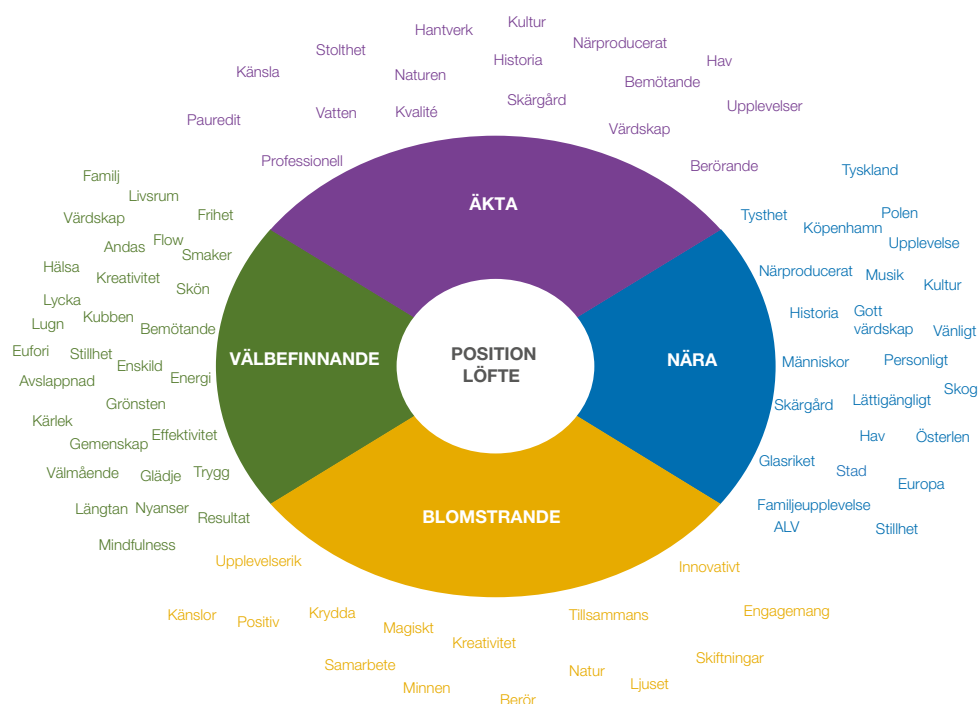 Kultur
Hantverk
Stolthet
Närproducerat
Historia
Hav
Känsla
Naturen
Bemötande
Skärgård
Upplevelser
Vatten
Kvalité
Pauredit
Värdskap
Professionell
Berörande
ÄKTA
Familj
Livsrum
Värdskap
Frihet
Andas
Flow
Smaker
Hälsa
Kreativitet
Skön
Lycka
Kubben
Lugn
Bemötande
Eufori
Stillhet
Enskild
Energi
Avslappnad
Grönsten
Kärlek
Effektivitet
Gemenskap
Välmående
Glädje
Trygg
Längtan
Nyanser
Resultat
Mindfulness
VÄLBEFINNANDE
POSITION
LÖFTE
NÄRA
Tyskland
Tysthet
Polen
Köpenhamn
Upplevelse
Närproducerat
Musik
Kultur
Historia
Gott
värdskap
Vänligt
Människor
Personligt
Skog
Skärgård
Lättigängligt
Hav
Österlen
Glasriket
Stad
Europa
Familjeupplevelse
ALV
Stillhet
BLOMSTRANDE
Upplevelserik
Innovativt
Känslor
Positiv
Krydda
Magiskt
Kreativitet
Tillsammans
Engagemang
Samarbete
Minnen
Berör
Natur
Ljuset
Skiftningar